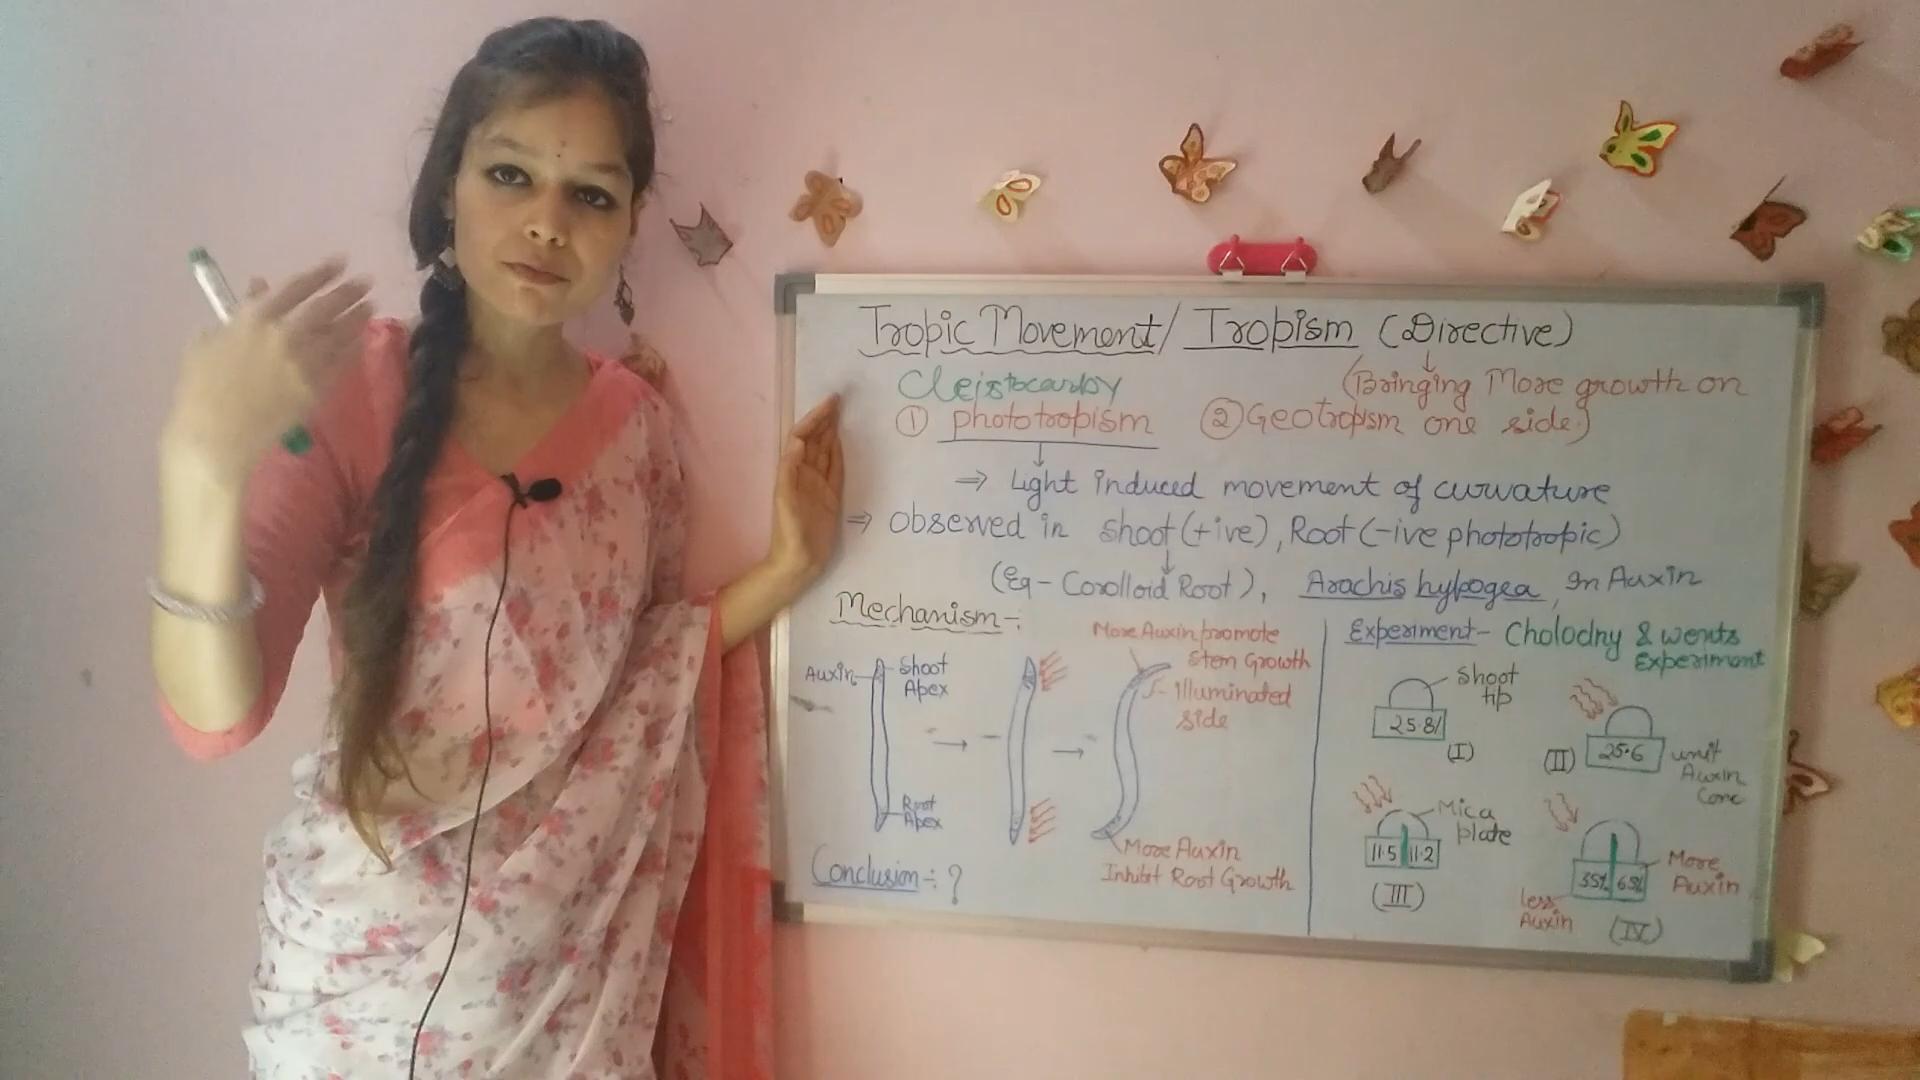 Tropic Movement/ Tropism (Directive)
Cleistocarpy
(Bringing More growth on
one side)
① phototropism ② Geotropism
⇒ Light induced movement of curvature
⇒ Observed in shoot (+ive), Root (-ive phototropic)
(Eg - Corolloid Root), Arachis hypogea, In Auxin
Mechanism -:
Auxin
Shoot
Apex
Root
Apex
More Auxin promote
Stem Growth
illuminated
side
More Auxin
Inhibit Root Growth
Conclusion -: ?
Experiment - Cholodny & wents
Experiment
Shoot
tip
25.8%
(I)
25.6
(II)
unit
Auxin
Conc
Mica
plate
11.5 11.2
(III)
35% 65%
More
Auxin
less
Auxin
(IV)